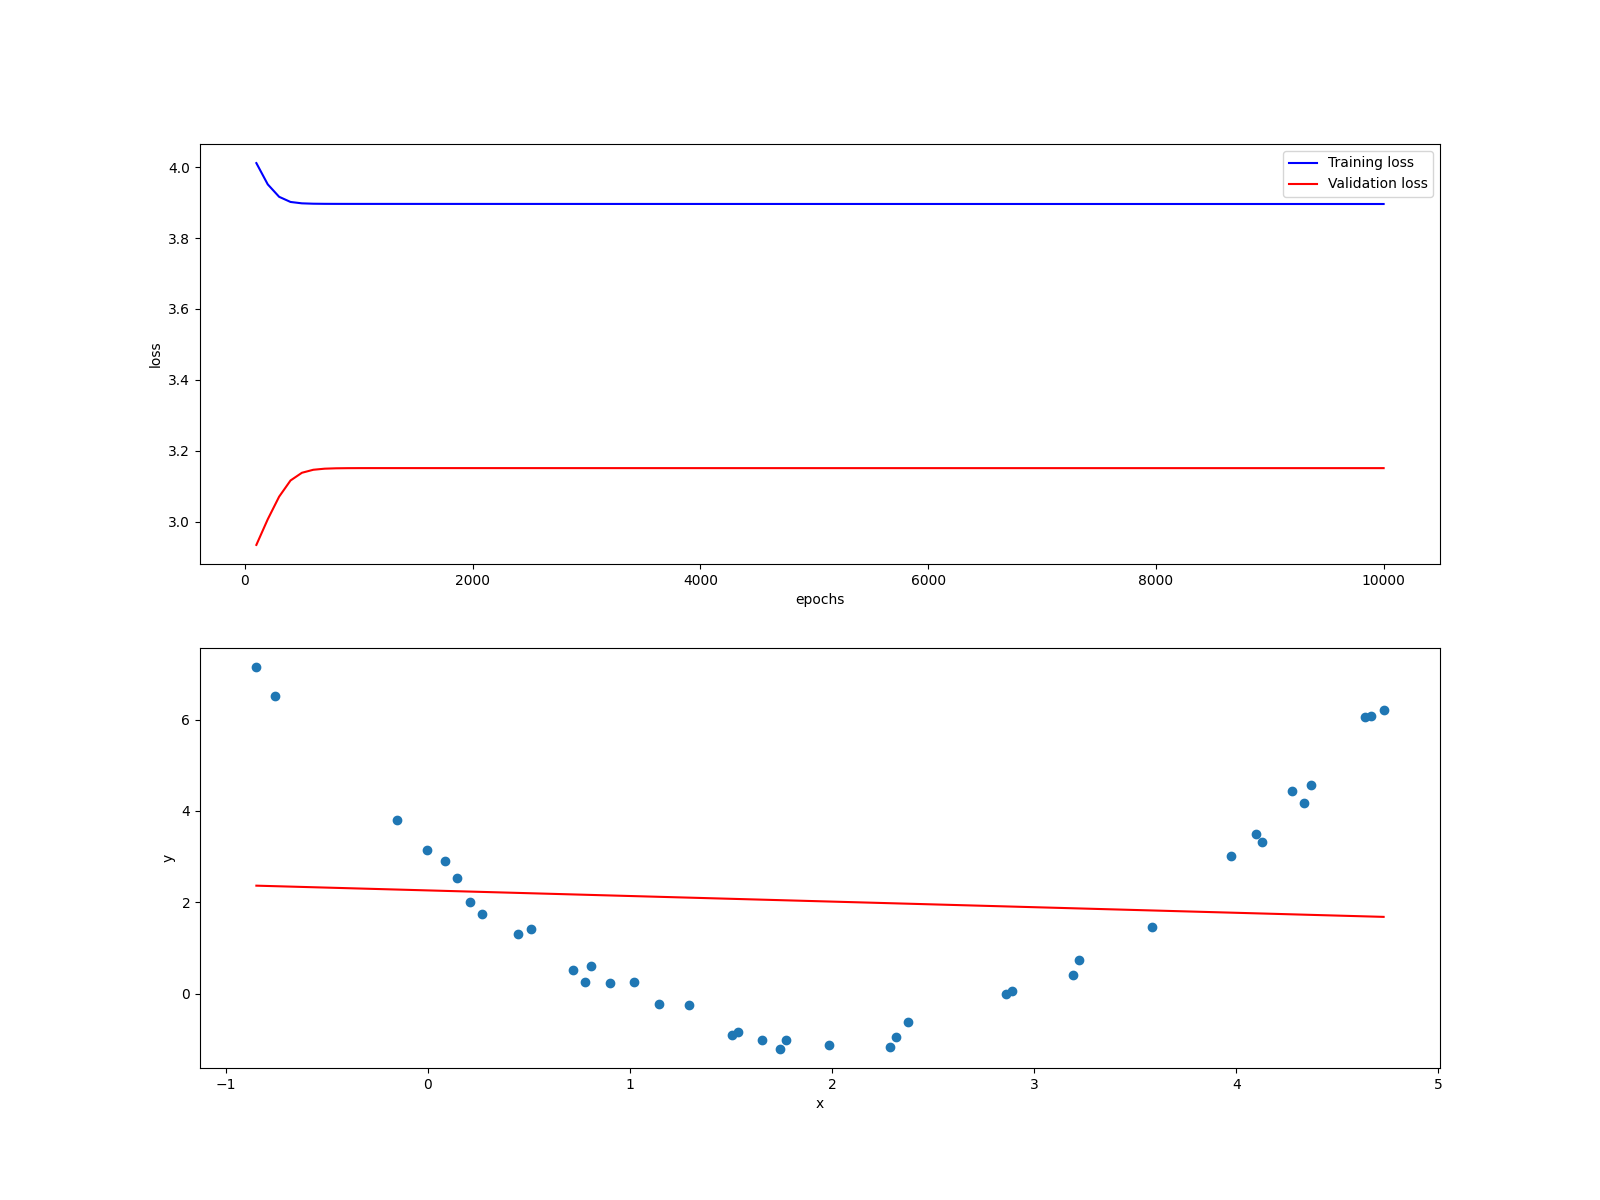 4.0
3.8
3.6
3.4
3.2
3.0
loss
Training loss
Validation loss
0 2000 4000 6000 8000 10000
epochs
6
4
2
0
y
−1 0 1 2 3 4 5
x